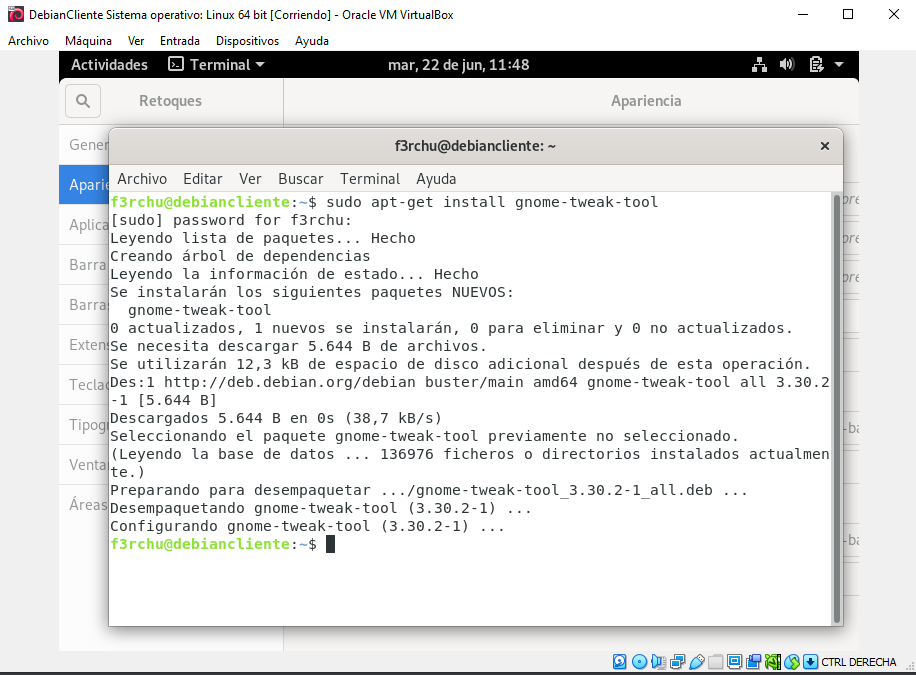 DebianCliente Sistema operativo: Linux 64 bit [Corriendo] - Oracle VM VirtualBox
Archivo Máquina Ver Entrada Dispositivos Ayuda
Actividades Terminal mar, 22 de jun, 11:48
Retoques Apariencia
f3rchu@debiancliente: ~
Archivo Editar Ver Buscar Terminal Ayuda
f3rchu@debiancliente:~$ sudo apt-get install gnome-tweak-tool
[sudo] password for f3rchu:
Leyendo lista de paquetes... Hecho
Creando árbol de dependencias
Leyendo la información de estado... Hecho
Se instalarán los siguientes paquetes NUEVOS:
gnome-tweak-tool
0 actualizados, 1 nuevos se instalarán, 0 para eliminar y 0 no actualizados.
Se necesita descargar 5.644 B de archivos.
Se utilizarán 12,3 kB de espacio de disco adicional después de esta operación.
Des:1 http://deb.debian.org/debian buster/main amd64 gnome-tweak-tool all 3.30.2
-1 [5.644 B]
Descargados 5.644 B en 0s (38,7 kB/s)
Seleccionando el paquete gnome-tweak-tool previamente no seleccionado.
(Leyendo la base de datos ... 136976 ficheros o directorios instalados actualmen
te.)
Preparando para desempaquetar .../gnome-tweak-tool_3.30.2-1_all.deb ...
Desempaquetando gnome-tweak-tool (3.30.2-1) ...
Configurando gnome-tweak-tool (3.30.2-1) ...
f3rchu@debiancliente:~$
Barra
Áreas
CTRL DERECHA